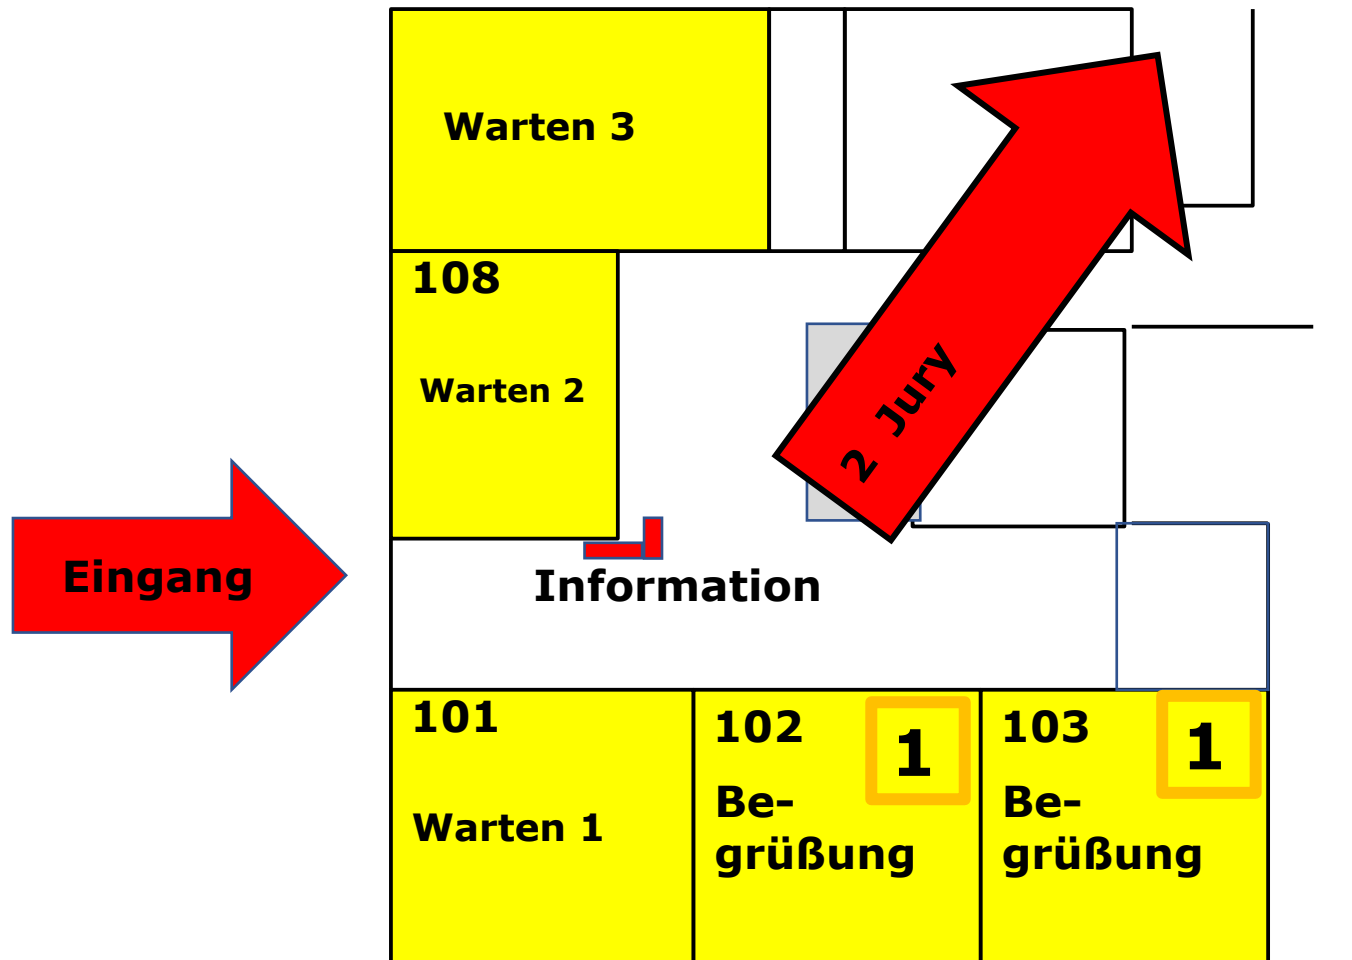 Warten 3
108
Warten 2
2 Jury
Eingang
Information
101
Warten 1
102
1
Be-
grüßung
103
1
Be-
grüßung